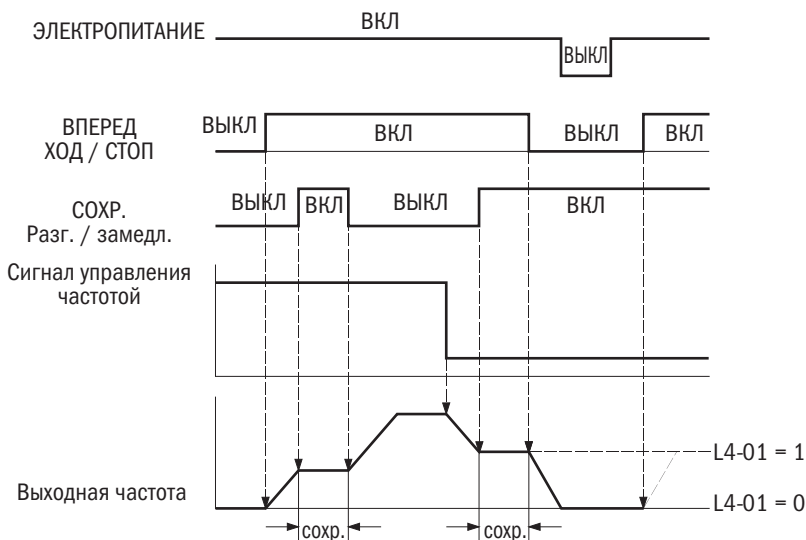 ЭЛЕКТРОПИТАНИЕ
ВКЛ
ВЫКЛ
ВПЕРЕД
ХОД / СТОП
ВЫКЛ
ВКЛ
ВЫКЛ
ВКЛ
СОХР.
Разг. / замедл.
ВЫКЛ
ВКЛ
ВЫКЛ
ВКЛ
Сигнал управления
частотой
Выходная частота
L4-01 = 1
L4-01 = 0
сохр.
сохр.